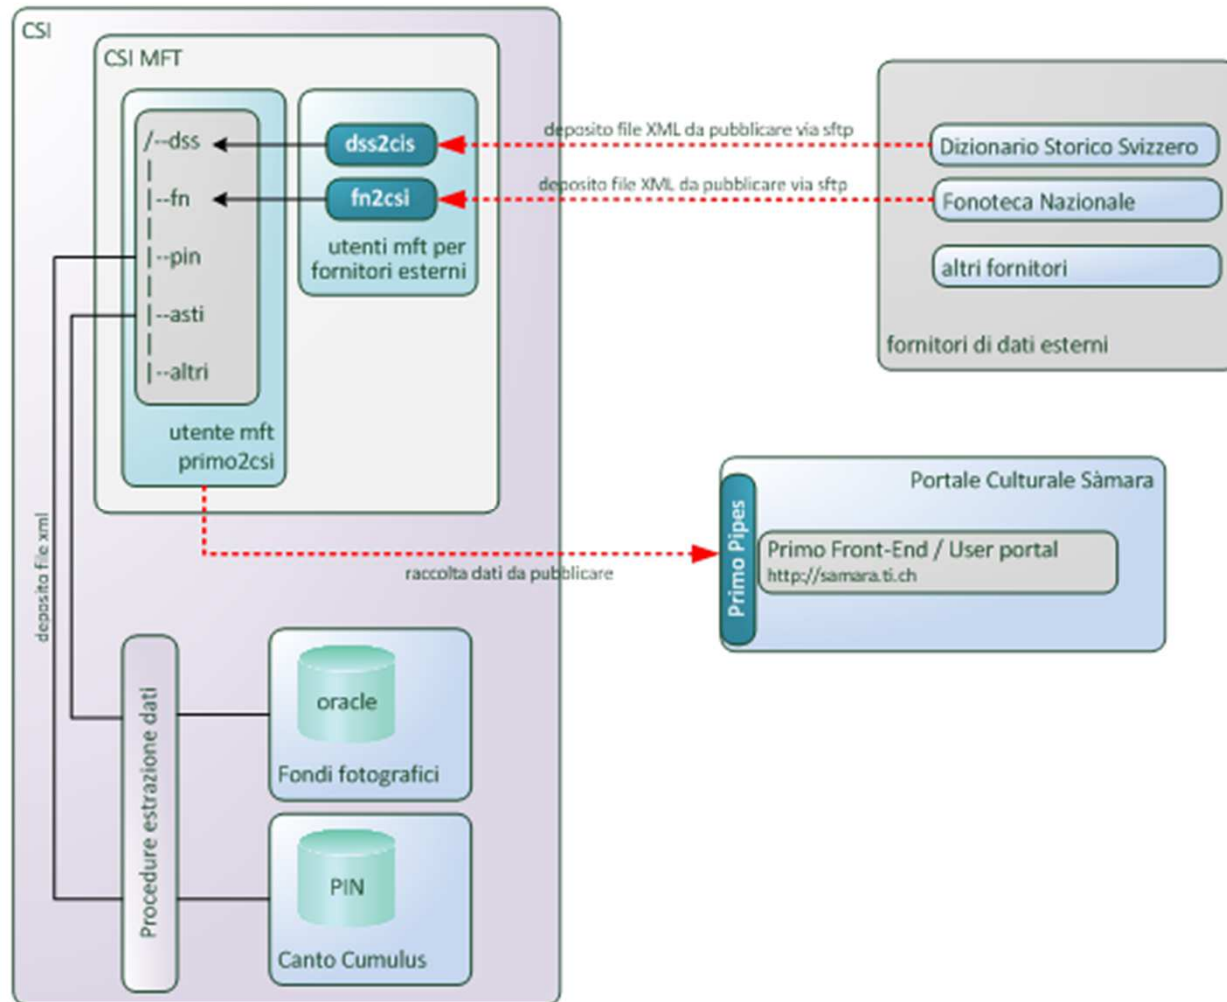 CSI
CSI MFT
/--dss
|--fn
|--pin
|--asti
|--altri
utente mft
primo2csi
dss2cis
fn2csi
utenti mft per
fornitori esterni
deposito file XML da pubblicare via sftp
deposito file XML da pubblicare via sftp
Dizionario Storico Svizzero
Fonoteca Nazionale
altri fornitori
fornitori di dati esterni
raccolta dati da pubblicare
Portale Culturale Sàmara
Primo Pipes
Primo Front-End / User portal
http://samara.ti.ch
deposito file xml
Procedure estrazione dati
oracle
Fondi fotografici
PIN
Canto Cumulus